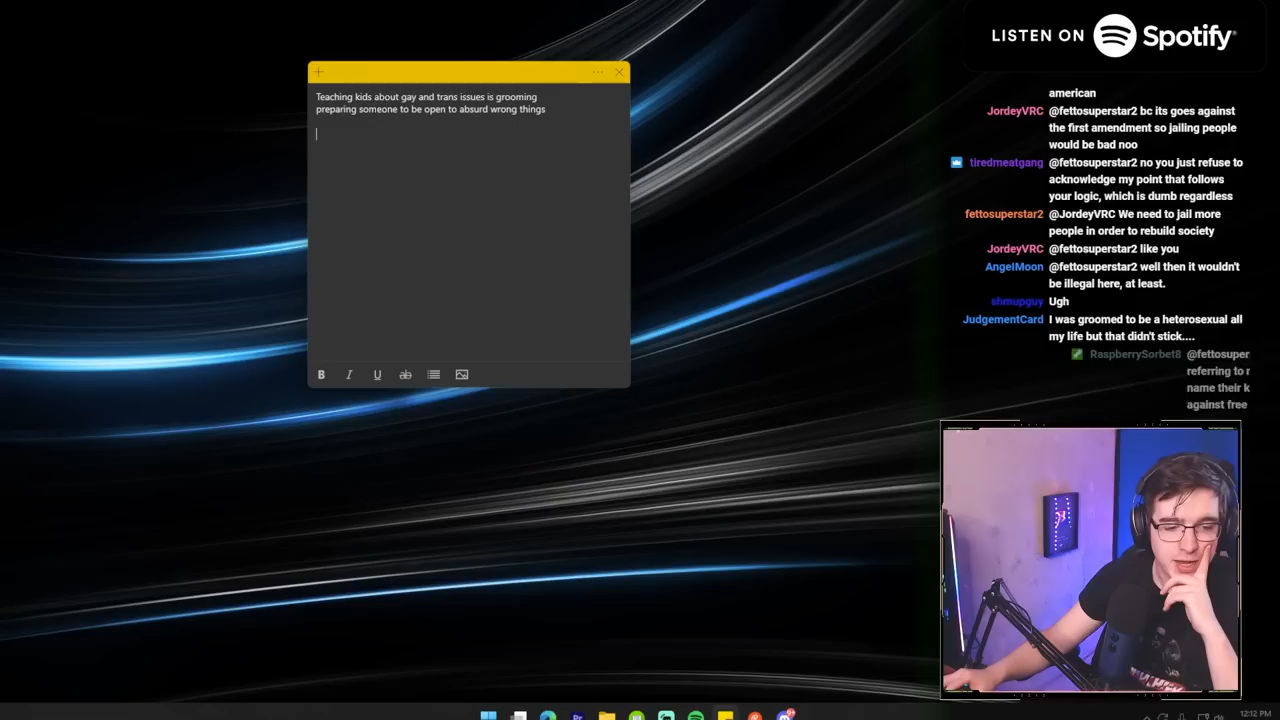 LISTEN ON Spotify
Teaching kids about gay and trans issues is grooming
preparing someone to be open to absurd wrong things
B I U ab
american
JordeyVRC @fettosuperstar2 bc its goes against
the first amendment so jailing people
would be bad noo
tiredmeatgang @fettosuperstar2 no you just refuse to
acknowledge my point that follows
your logic, which is dumb regardless
fettosuperstar2 @JordeyVRC We need to jail more
people in order to rebuild society
JordeyVRC @fettosuperstar2 like you
AngelMoon @fettosuperstar2 well then it wouldn't
be illegal here, at least.
shmupguy Ugh
JudgementCard I was groomed to be a heterosexual all
my life but that didn't stick....
RaspberrySorbet8 @fettosuper
referring to
name their k
against free
Pr
12:12 PM